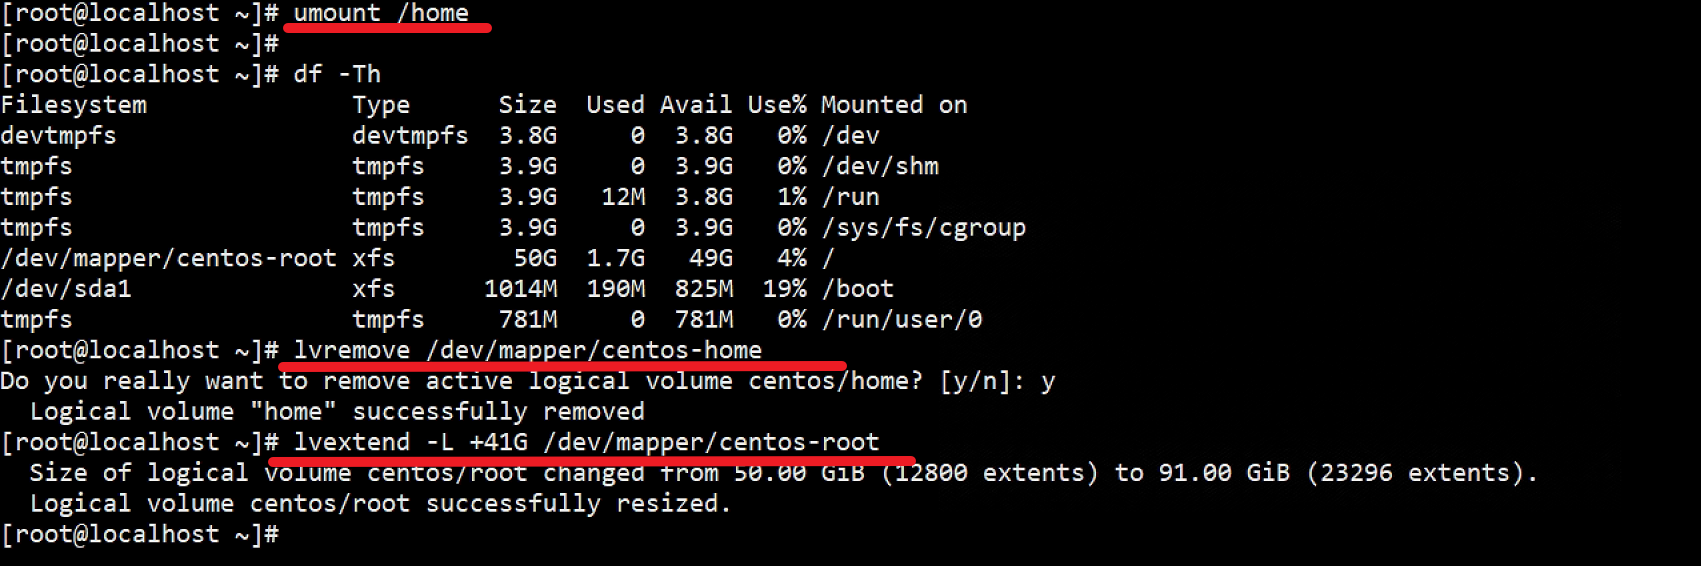 [root@localhost ~]# umount /home
[root@localhost ~]#
[root@localhost ~]# df -Th
Filesystem              Type      Size  Used Avail Use% Mounted on
devtmpfs                devtmpfs  3.8G     0  3.8G   0% /dev
tmpfs                   tmpfs     3.9G     0  3.9G   0% /dev/shm
tmpfs                   tmpfs     3.9G   12M  3.8G   1% /run
tmpfs                   tmpfs     3.9G     0  3.9G   0% /sys/fs/cgroup
/dev/mapper/centos-root xfs        50G  1.7G   49G   4% /
/dev/sda1               xfs      1014M  190M  825M  19% /boot
tmpfs                   tmpfs     781M     0  781M   0% /run/user/0
[root@localhost ~]# lvremove /dev/mapper/centos-home
Do you really want to remove active logical volume centos/home? [y/n]: y
  Logical volume "home" successfully removed
[root@localhost ~]# lvextend -L +41G /dev/mapper/centos-root
  Size of logical volume centos/root changed from 50.00 GiB (12800 extents) to 91.00 GiB (23296 extents).
  Logical volume centos/root successfully resized.
[root@localhost ~]#